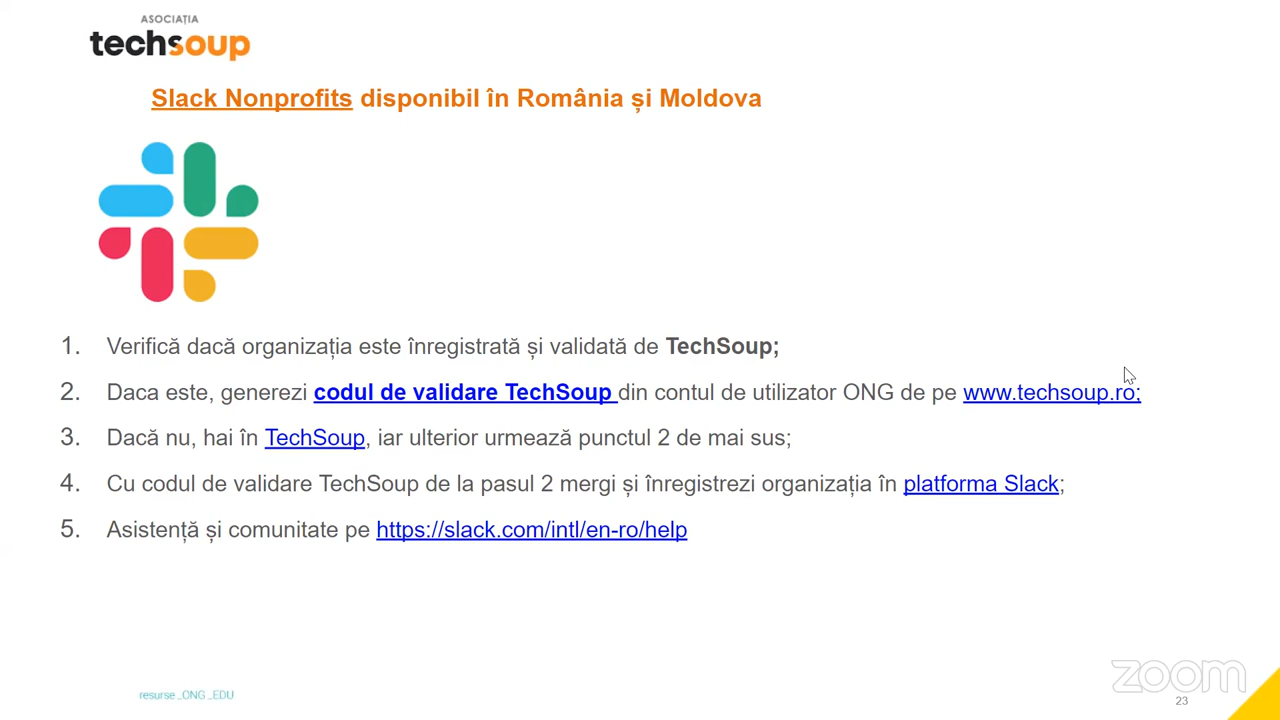 ASOCIAȚIA
techsoup
Slack Nonprofits disponibil în România și Moldova
1. Verifică dacă organizația este înregistrată și validată de TechSoup;
2. Daca este, generezi codul de validare TechSoup din contul de utilizator ONG de pe www.techsoup.ro;
3. Dacă nu, hai în TechSoup, iar ulterior urmează punctul 2 de mai sus;
4. Cu codul de validare TechSoup de la pasul 2 mergi și înregistrezi organizația în platforma Slack;
5. Asistență și comunitate pe https://slack.com/intl/en-ro/help
resurse_ONG_EDU
zoom
23